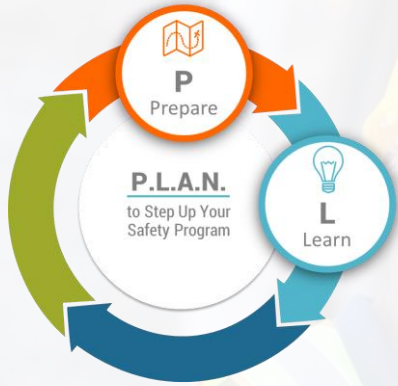 P
Prepare
P.L.A.N.
to Step Up Your
Safety Program
L
Learn